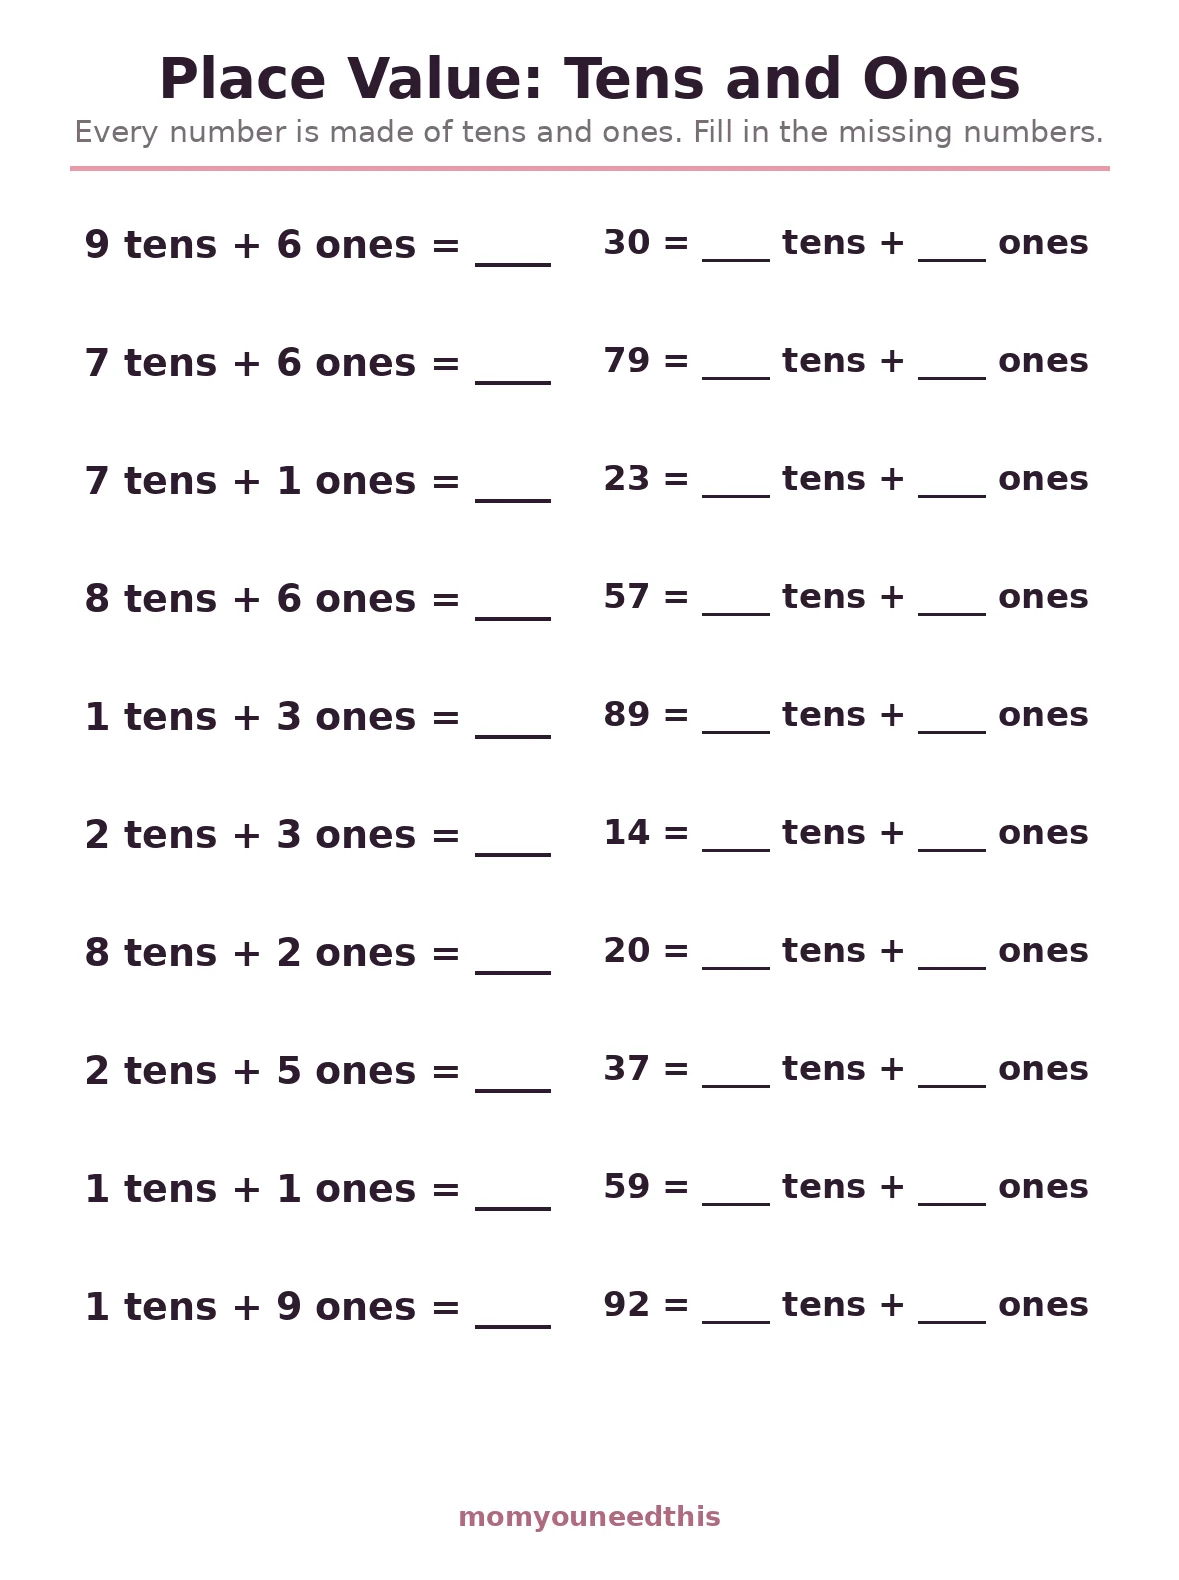 Place Value: Tens and Ones
Every number is made of tens and ones. Fill in the missing numbers.
9 tens + 6 ones = ____ 30 = ____ tens + ____ ones
7 tens + 6 ones = ____ 79 = ____ tens + ____ ones
7 tens + 1 ones = ____ 23 = ____ tens + ____ ones
8 tens + 6 ones = ____ 57 = ____ tens + ____ ones
1 tens + 3 ones = ____ 89 = ____ tens + ____ ones
2 tens + 3 ones = ____ 14 = ____ tens + ____ ones
8 tens + 2 ones = ____ 20 = ____ tens + ____ ones
2 tens + 5 ones = ____ 37 = ____ tens + ____ ones
1 tens + 1 ones = ____ 59 = ____ tens + ____ ones
1 tens + 9 ones = ____ 92 = ____ tens + ____ ones
momyouneedthis